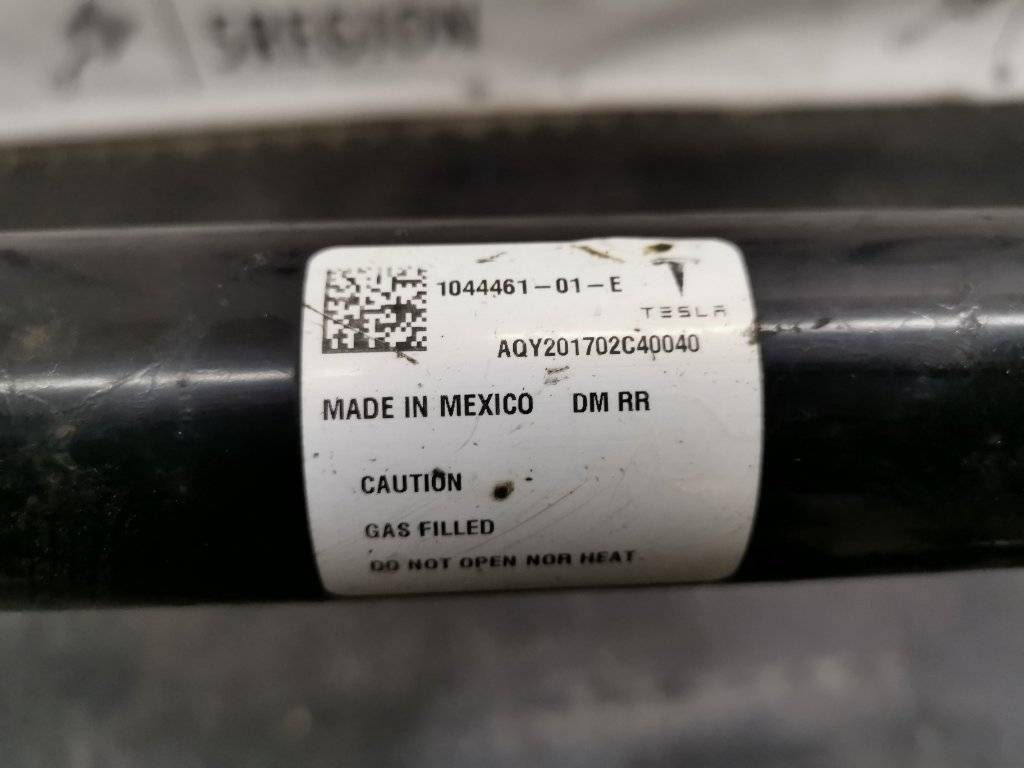 1044461-01-E
TESLA
AQY201702C40040
MADE IN MEXICO DM RR
CAUTION
GAS FILLED
DO NOT OPEN NOR HEAT